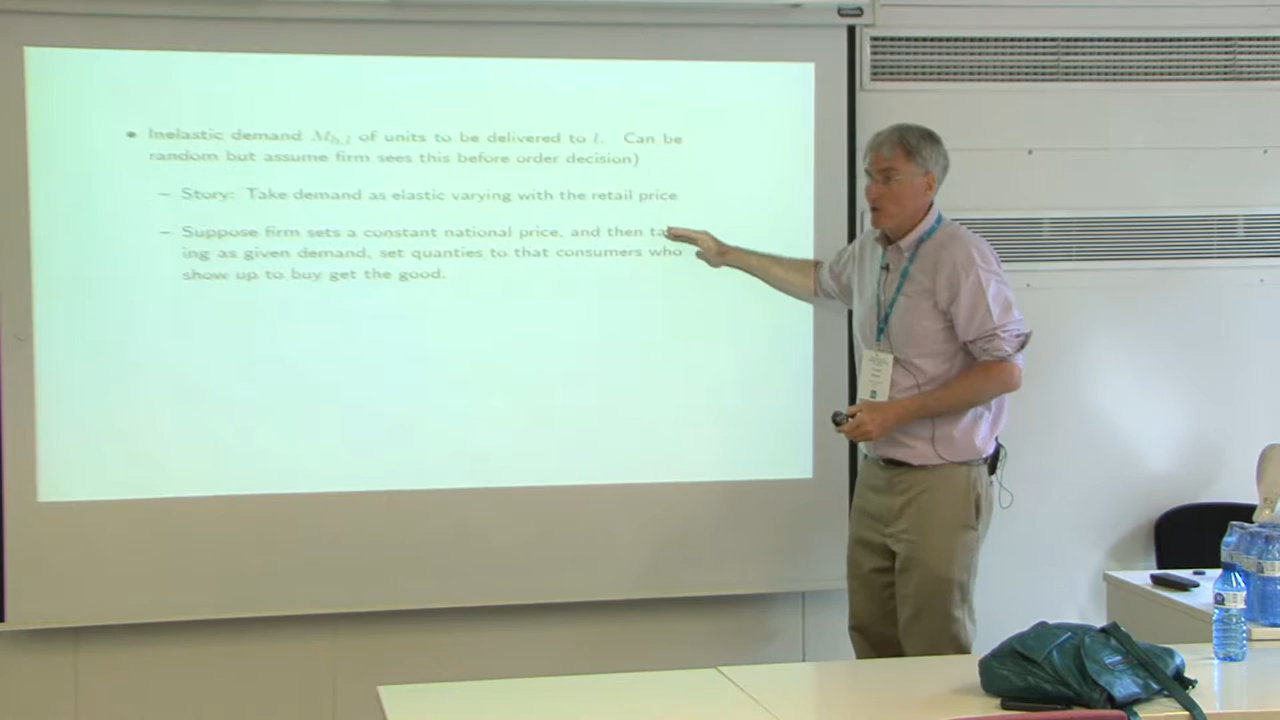 • Inelastic demand M_{h,l} of units to be delivered to l. Can be
random but assume firm sees this before order decision)
– Story: Take demand as elastic varying with the retail price
– Suppose firm sets a constant national price, and then
ing as given demand, set quanties to that consumers who
show up to buy get the good.